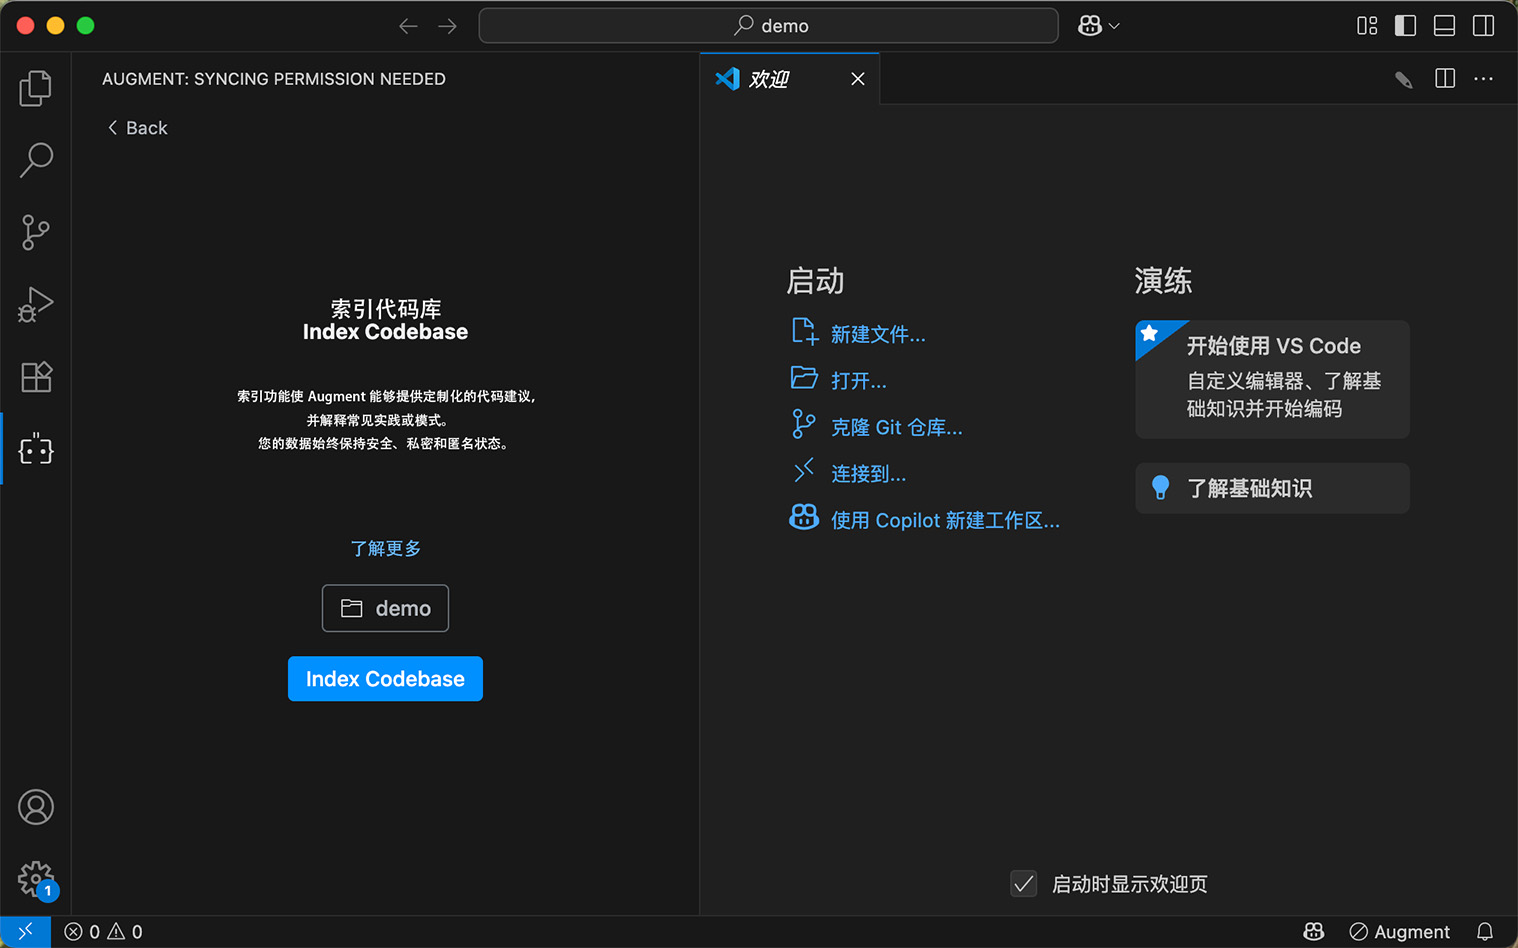 demo
AUGMENT: SYNCING PERMISSION NEEDED
Back
索引代码库
Index Codebase
索引功能使 Augment 能够提供定制化的代码建议,
并解释常见实践或模式。
您的数据始终保持安全、私密和匿名状态。
了解更多
demo
Index Codebase
欢迎
启动
新建文件...
打开...
克隆 Git 仓库...
连接到...
使用 Copilot 新建工作区...
演练
开始使用 VS Code
自定义编辑器、了解基
础知识并开始编码
了解基础知识
启动时显示欢迎页
1
0 0
Augment